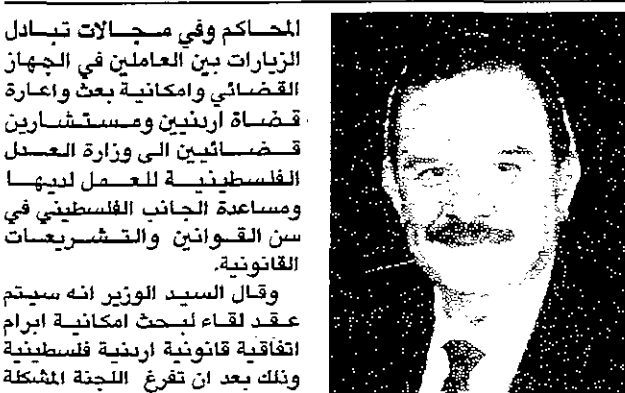 المحاكم وفي مجالات تبادل
الزيارات بين العاملين في الجهاز
القضائي وامكانية بعث واعارة
قضاة اردنيين ومستشارين
قضائيين الى وزارة العدل
الفلسطينية للعمل لديها
ومساعدة الجانب الفلسطيني في
سن القوانين والتشريعات
القانونية.
وقال السيد الوزير انه سيتم
عقد لقاء لبحث امكانية ابرام
اتفاقية قانونية اردنية فلسطينية
وذلك بعد ان تفرغ اللجنة المشكلة